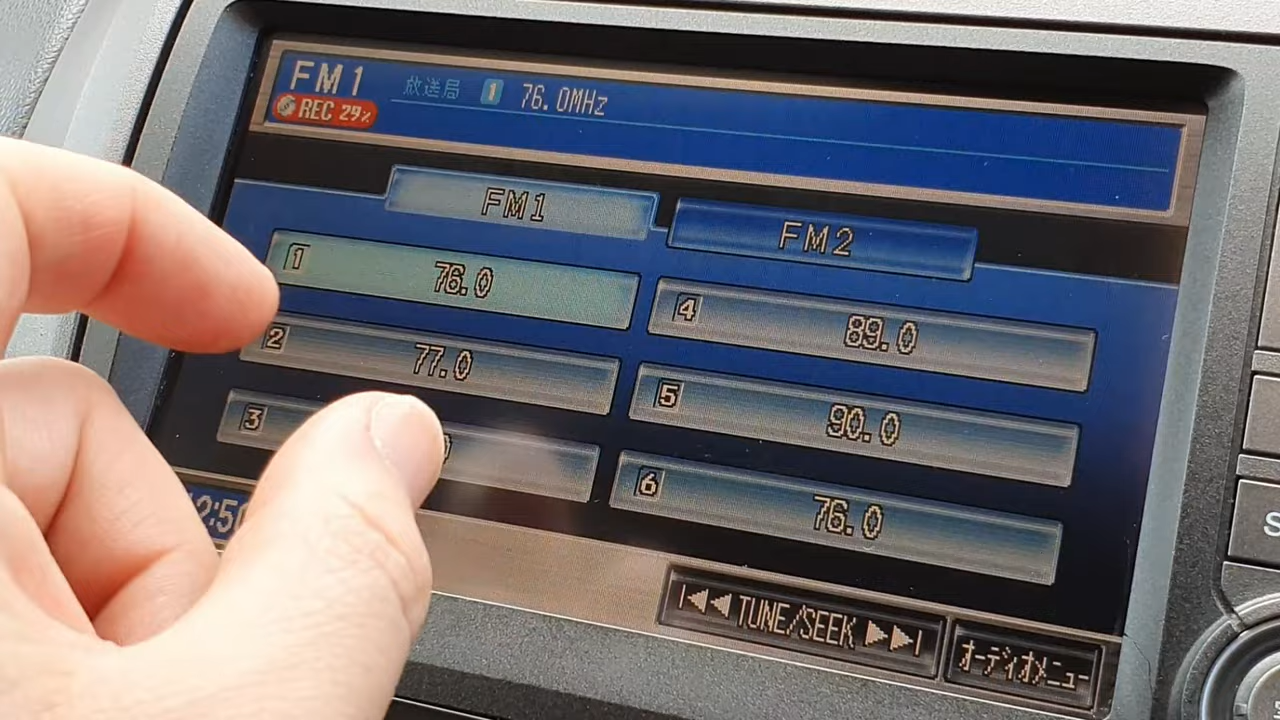 FM1 放送局 1 76.0MHz
REC 29%
FM1 FM2
1 76.0
4 89.0
2 77.0
5 90.0
3
6 76.0
TUNE/SEEK
オーディオメニュー
S